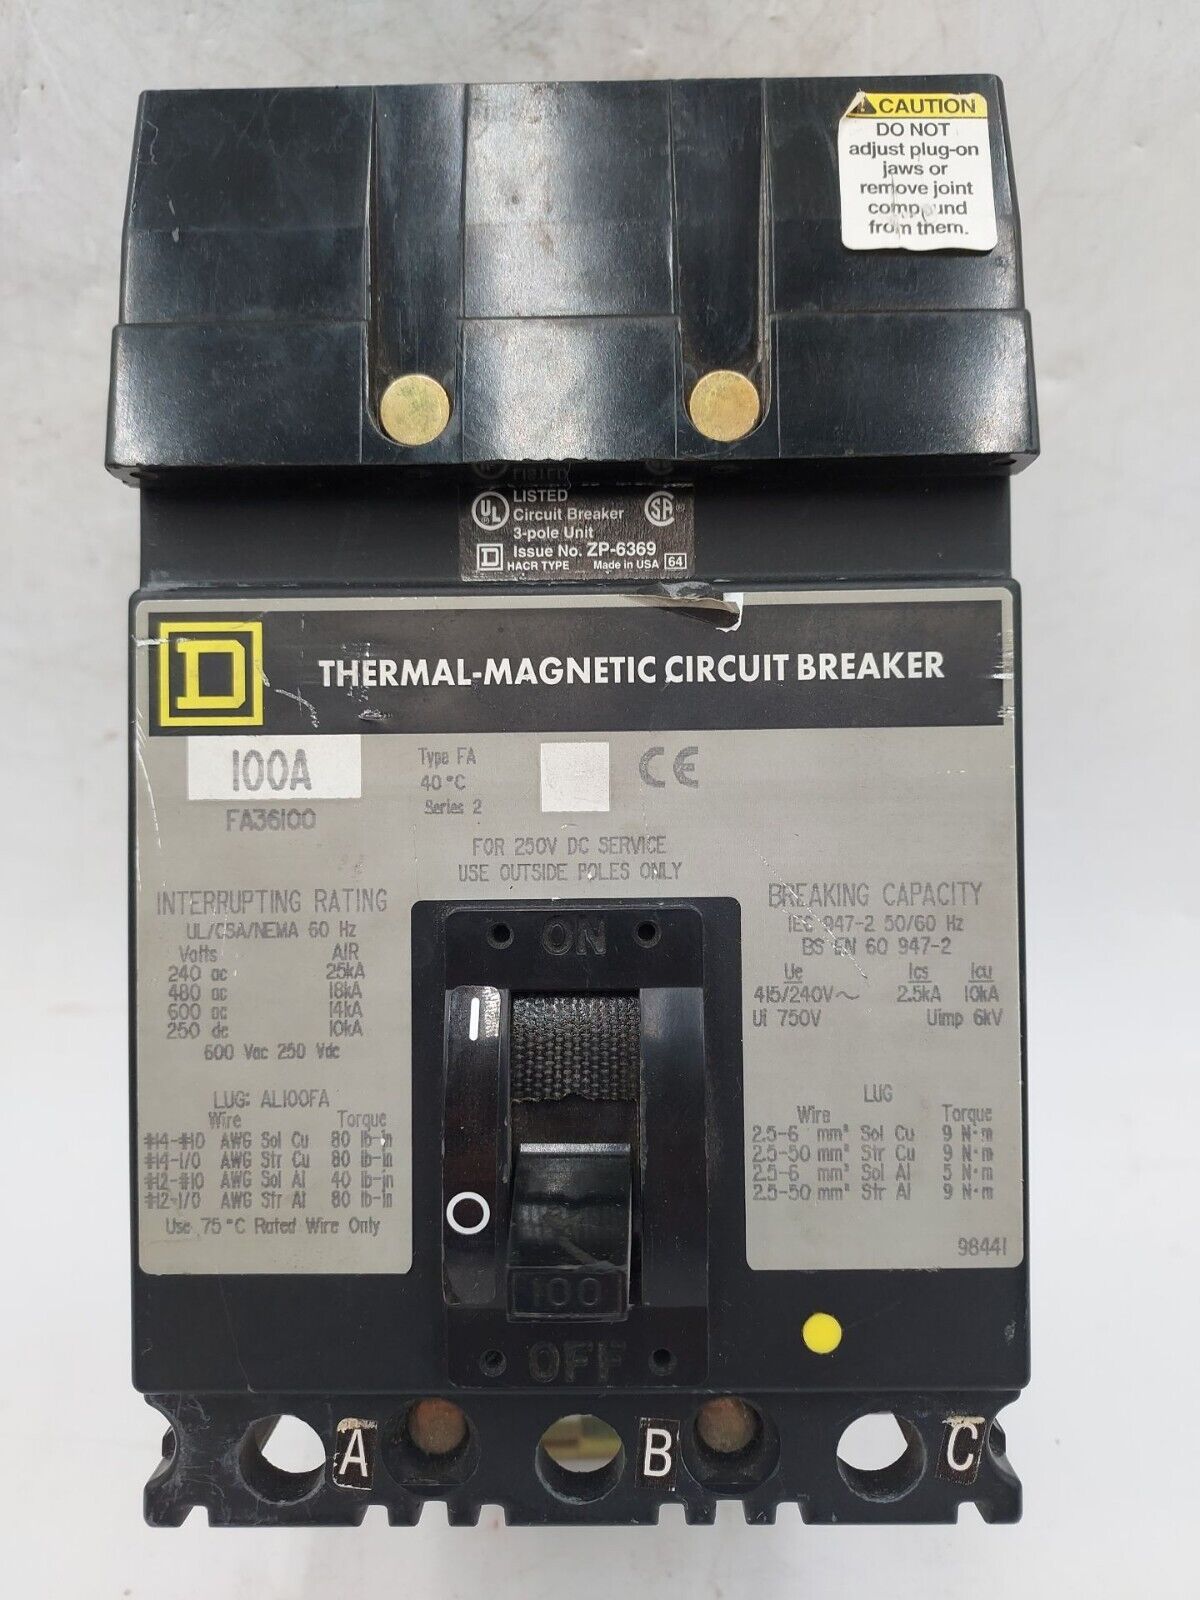 CAUTION
DO NOT
adjust plug-on
jaws or
remove joint
compound
from them.
LISTED
Circuit Breaker
3-pole Unit
Issue No. ZP-6369
HACR TYPE Made in USA 64
UL
SA
D
D
THERMAL-MAGNETIC CIRCUIT BREAKER
100A
FA36100
Type FA
40°C
Series 2
CE
FOR 250V DC SERVICE
USE OUTSIDE POLES ONLY
INTERRUPTING RATING
UL/CSA/NEMA 60 Hz
Volts AIR
240 ac 25kA
480 ac 18kA
600 ac 14kA
250 dc 10kA
600 Vac 250 Vdc
LUG: AL100FA
Wire Torque
#14-#10 AWG Sol Cu 80 lb-in
#14-1/0 AWG Str Cu 80 lb-in
#12-#10 AWG Sol Al 40 lb-in
#12-1/0 AWG Str Al 80 lb-in
Use 75°C Rated Wire Only
BREAKING CAPACITY
IEC 947-2 50/60 Hz
BS EN 60 947-2
Ue Ics Icu
415/240V~ 2.5kA 10kA
Ui 750V Uimp 6kV
LUG
Wire Torque
2.5-6 mm² Sol Cu 9 N·m
2.5-50 mm² Str Cu 9 N·m
2.5-6 mm² Sol Al 5 N·m
2.5-50 mm² Str Al 9 N·m
98441
ON
I
O
100
OFF
A B C